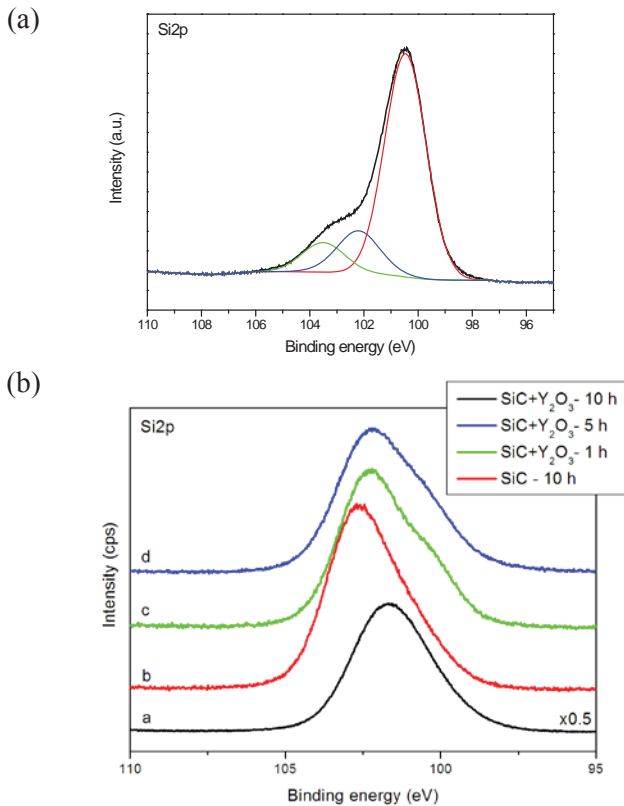 (a)
Si2p
Intensity (a.u.)
110 108 106 104 102 100 98 96
Binding energy (eV)
(b)
Si2p
SiC+Y₂O₃- 10 h
SiC+Y₂O₃- 5 h
SiC+Y₂O₃- 1 h
SiC - 10 h
Intensity (cps)
d
c
b
a
x0.5
110 105 100 95
Binding energy (eV)